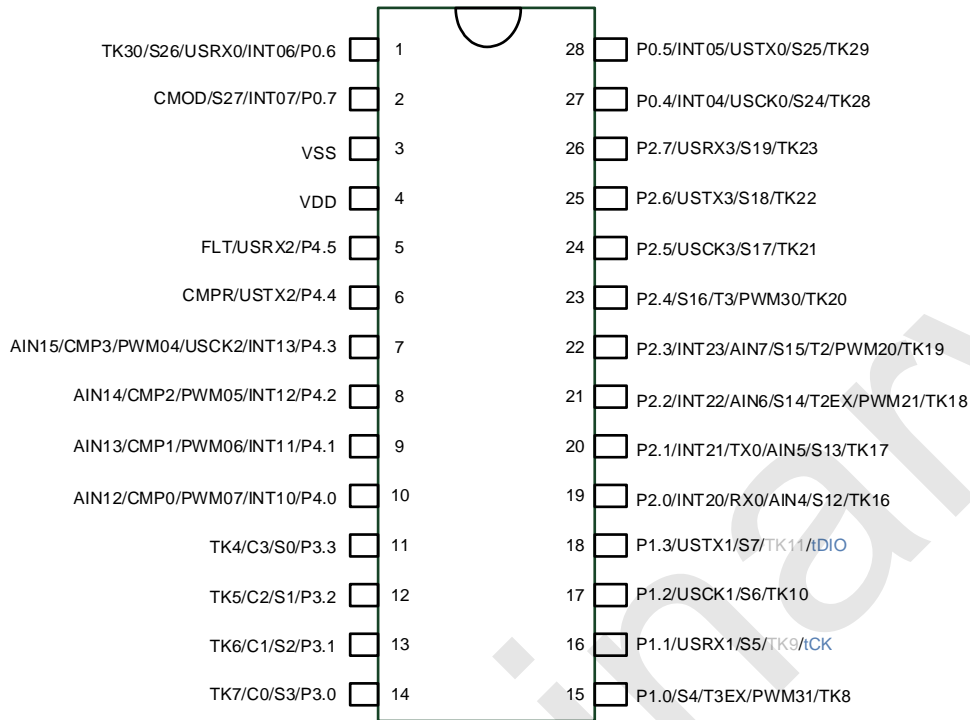 TK30/S26/USRX0/INT06/P0.6 1 28 P0.5/INT05/USTX0/S25/TK29
CMOD/S27/INT07/P0.7 2 27 P0.4/INT04/USCK0/S24/TK28
VSS 3 26 P2.7/USRX3/S19/TK23
VDD 4 25 P2.6/USTX3/S18/TK22
FLT/USRX2/P4.5 5 24 P2.5/USCK3/S17/TK21
CMPR/USTX2/P4.4 6 23 P2.4/S16/T3/PWM30/TK20
AIN15/CMP3/PWM04/USCK2/INT13/P4.3 7 22 P2.3/INT23/AIN7/S15/T2/PWM20/TK19
AIN14/CMP2/PWM05/INT12/P4.2 8 21 P2.2/INT22/AIN6/S14/T2EX/PWM21/TK18
AIN13/CMP1/PWM06/INT11/P4.1 9 20 P2.1/INT21/TX0/AIN5/S13/TK17
AIN12/CMP0/PWM07/INT10/P4.0 10 19 P2.0/INT20/RX0/AIN4/S12/TK16
TK4/C3/S0/P3.3 11 18 P1.3/USTX1/S7/TK11/tDIO
TK5/C2/S1/P3.2 12 17 P1.2/USCK1/S6/TK10
TK6/C1/S2/P3.1 13 16 P1.1/USRX1/S5/TK9/tCK
TK7/C0/S3/P3.0 14 15 P1.0/S4/T3EX/PWM31/TK8